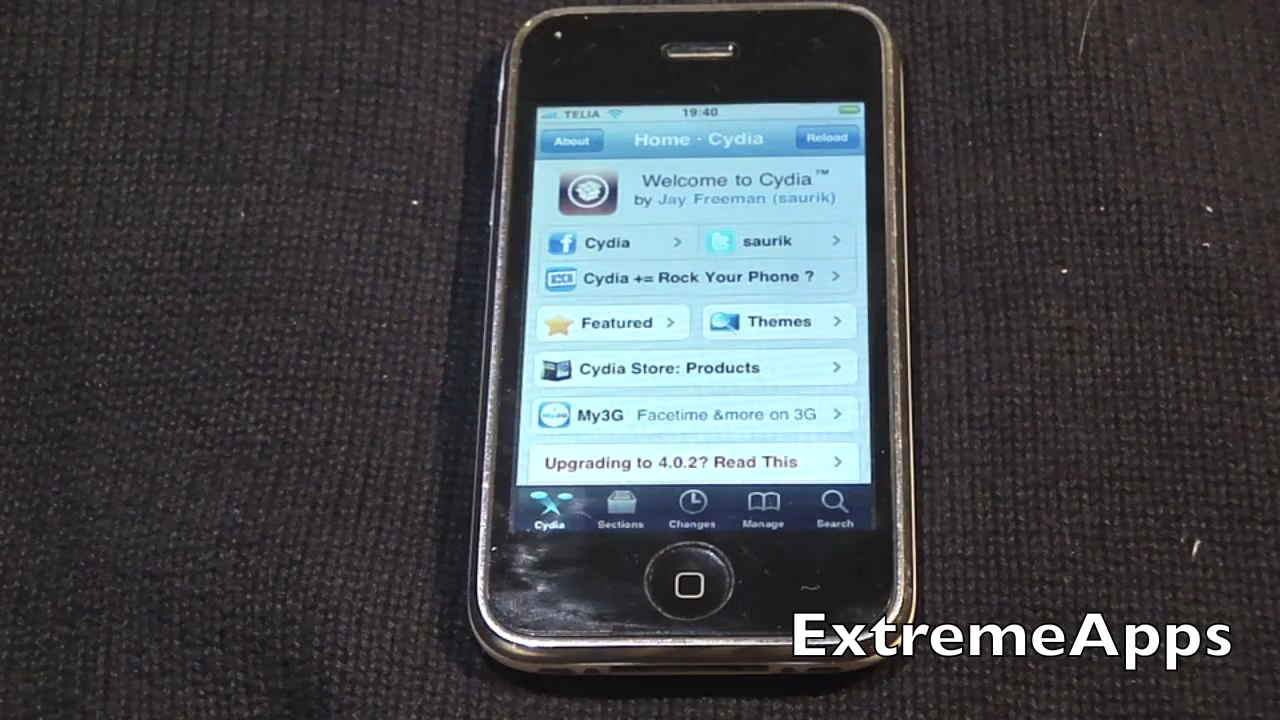 TELIA 19:40
About Home · Cydia Reload
Welcome to Cydia™
by Jay Freeman (saurik)
Cydia saurik
Cydia += Rock Your Phone ?
Featured Themes
Cydia Store: Products
My3G Facetime &more on 3G
Upgrading to 4.0.2? Read This
Cydia Sections Changes Manage Search
ExtremeApps